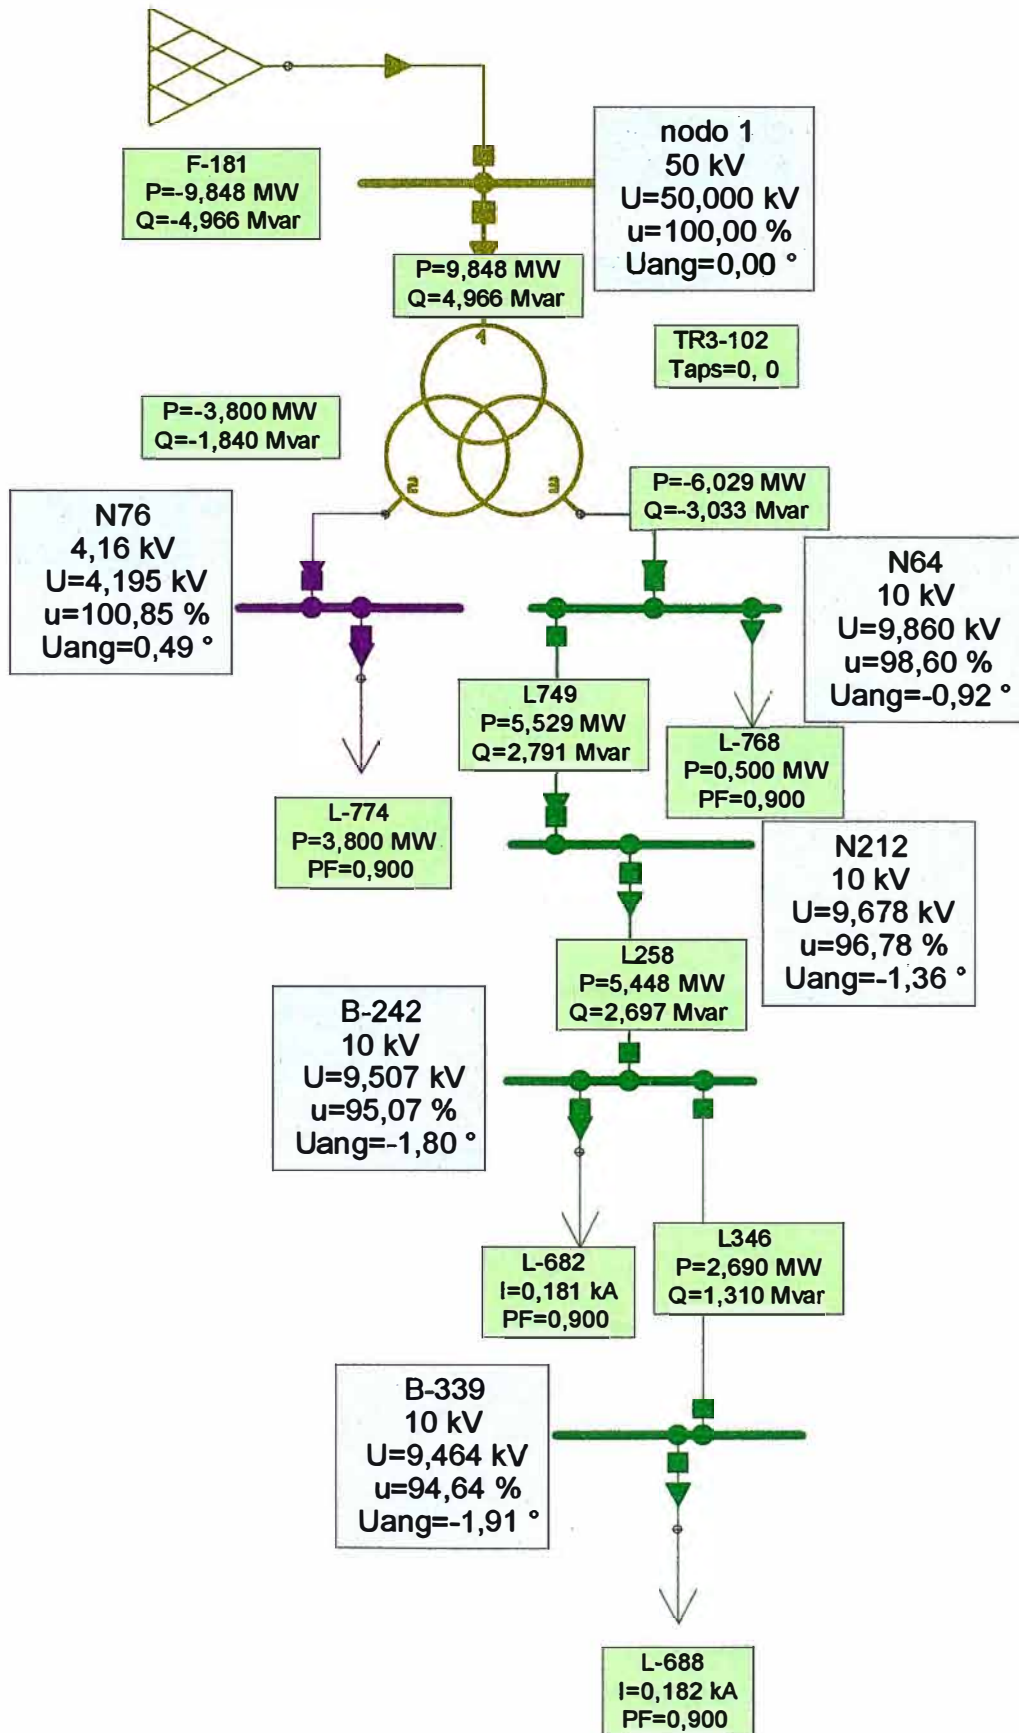 F-181
P=-9,848 MW
Q=-4,966 Mvar
nodo 1
50 kV
U=50,000 kV
u=100,00 %
Uang=0,00 °
P=9,848 MW
Q=4,966 Mvar
1
TR3-102
Taps=0, 0
P=-3,800 MW
Q=-1,840 Mvar
2
3
P=-6,029 MW
Q=-3,033 Mvar
N76
4,16 kV
U=4,195 kV
u=100,85 %
Uang=0,49 °
N64
10 kV
U=9,860 kV
u=98,60 %
Uang=-0,92 °
L749
P=5,529 MW
Q=2,791 Mvar
L-768
P=0,500 MW
PF=0,900
L-774
P=3,800 MW
PF=0,900
N212
10 kV
U=9,678 kV
u=96,78 %
Uang=-1,36 °
L258
P=5,448 MW
Q=2,697 Mvar
B-242
10 kV
U=9,507 kV
u=95,07 %
Uang=-1,80 °
L-682
I=0,181 kA
PF=0,900
L346
P=2,690 MW
Q=1,310 Mvar
B-339
10 kV
U=9,464 kV
u=94,64 %
Uang=-1,91 °
L-688
I=0,182 kA
PF=0,900